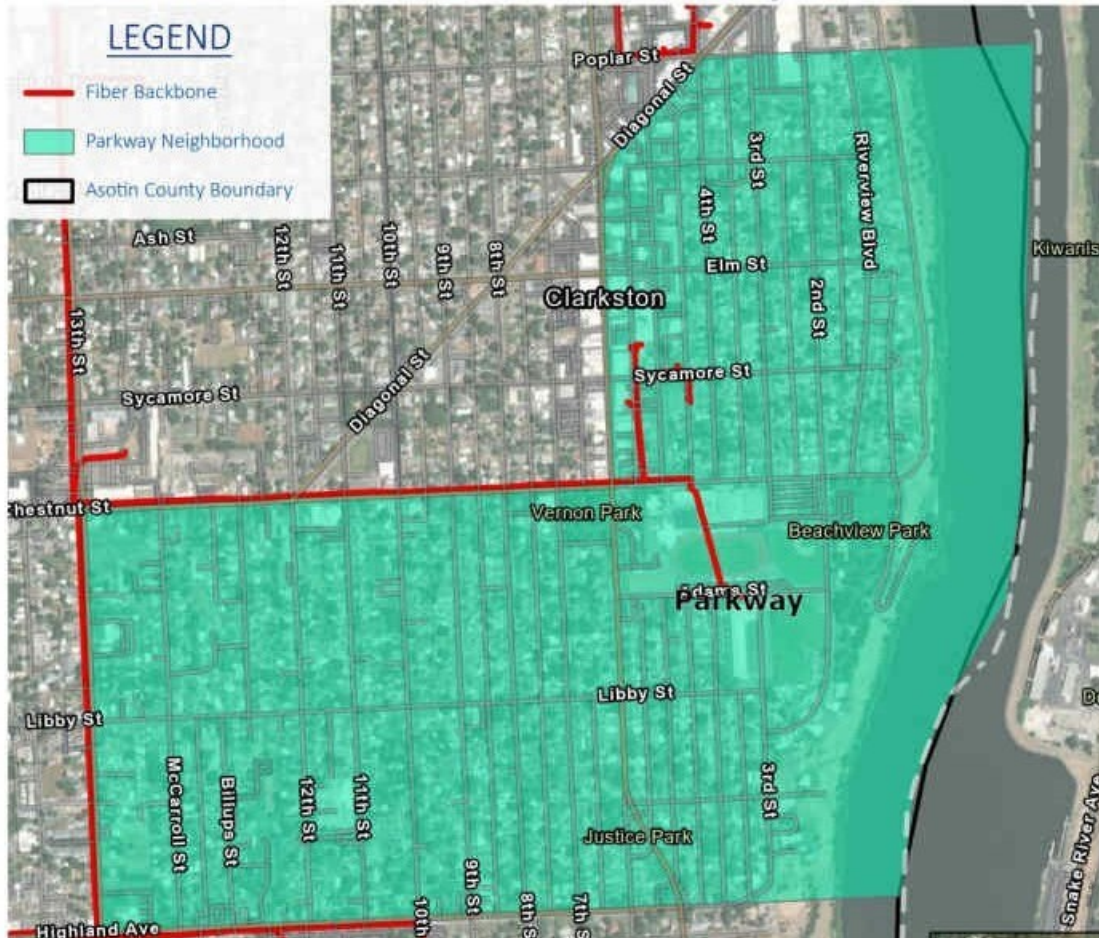 LEGEND
Fiber Backbone
Parkway Neighborhood
Asotin County Boundary
Poplar St
Diagonal St
3rd St
4th St
Riverview Blvd
Ash St
12th St
11th St
10th St
9th St
8th St
Elm St
Kiwanis
Clarkston
2nd St
13th St
Sycamore St
Diagonal St
Sycamore St
Chestnut St
Vernon Park
Beachview Park
Adams St
Parkway
Libby St
Libby St
McCarroll St
Billups St
12th St
11th St
3rd St
Justice Park
Snake River Ave
9th St
10th
8th S
7th S
Highland Ave